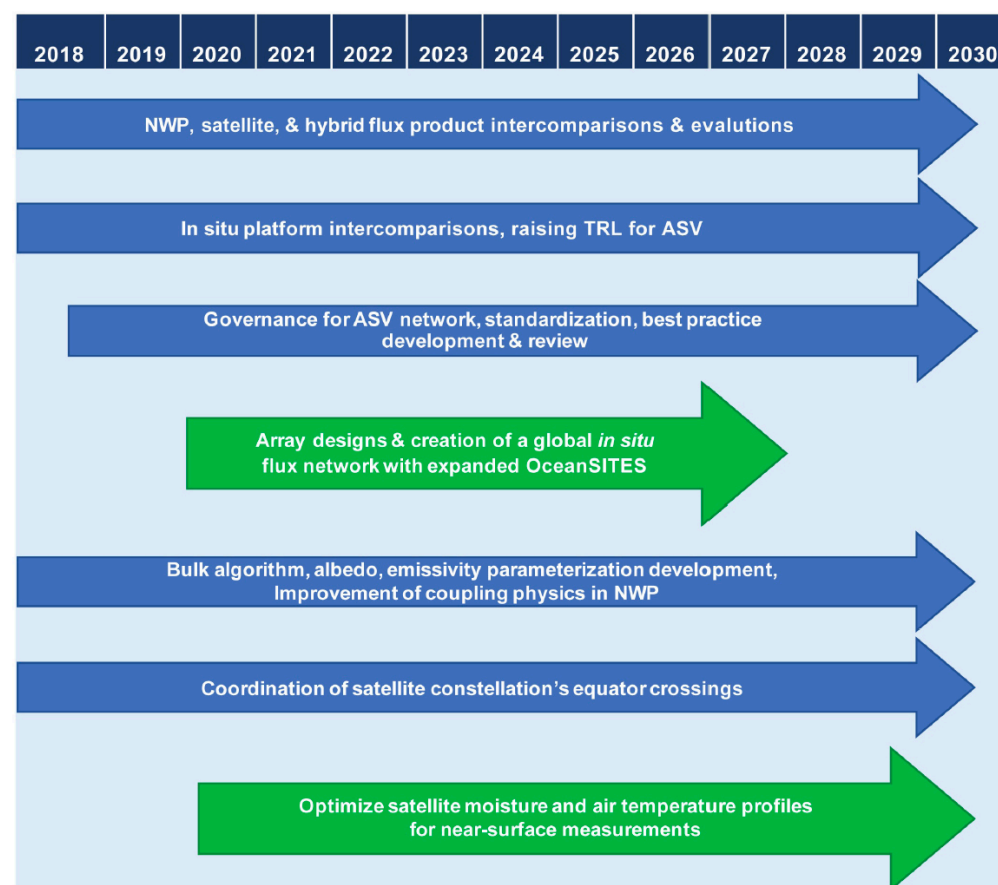 2018 2019 2020 2021 2022 2023 2024 2025 2026 2027 2028 2029 2030
NWP, satellite, & hybrid flux product intercomparisons & evalutions
In situ platform intercomparisons, raising TRL for ASV
Governance for ASV network, standardization, best practice
development & review
Array designs & creation of a global in situ
flux network with expanded OceanSITES
Bulk algorithm, albedo, emissivity parameterization development,
Improvement of coupling physics in NWP
Coordination of satellite constellation's equator crossings
Optimize satellite moisture and air temperature profiles
for near-surface measurements